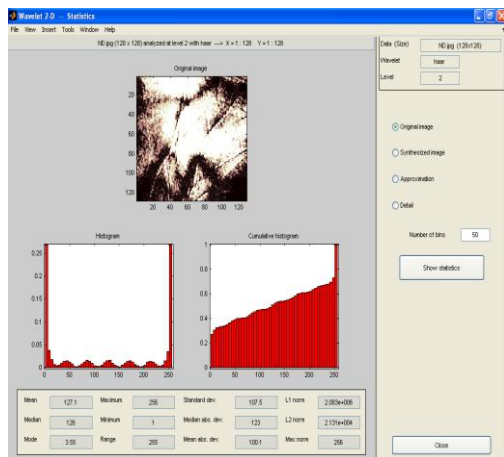 Wavelet 2-D -- Statistics
File View Insert Tools Window Help
ND.jpg (128 x 128) analyzed at level 2 with haar ---> X = 1 : 128 Y = 1 : 128
Data (Size) ND.jpg (128x128)
Wavelet haar
Level 2
Original image
20
40
60
80
100
120
20 40 60 80 100 120
Original image
Synthesized image
Approximation
Detail
Number of bins 50
Show statistics
Histogram
0.25
0.2
0.15
0.1
0.05
0
0 50 100 150 200 250
Cumulative histogram
1
0.8
0.6
0.4
0.2
0
0 50 100 150 200 250
Mean 127.1 Maximum 256 Standard dev. 107.5 L1 norm 2.083e+006
Median 126 Minimum 1 Median abs. dev. 123 L2 norm 2.131e+004
Mode 3.55 Range 255 Mean abs. dev. 100.1 Max norm 256
Close